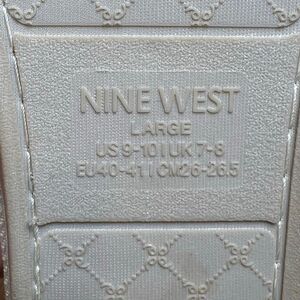 NINE WEST
LARGE
US 9-10 | UK 7-8
EU 40-41 | CM 26-26.5